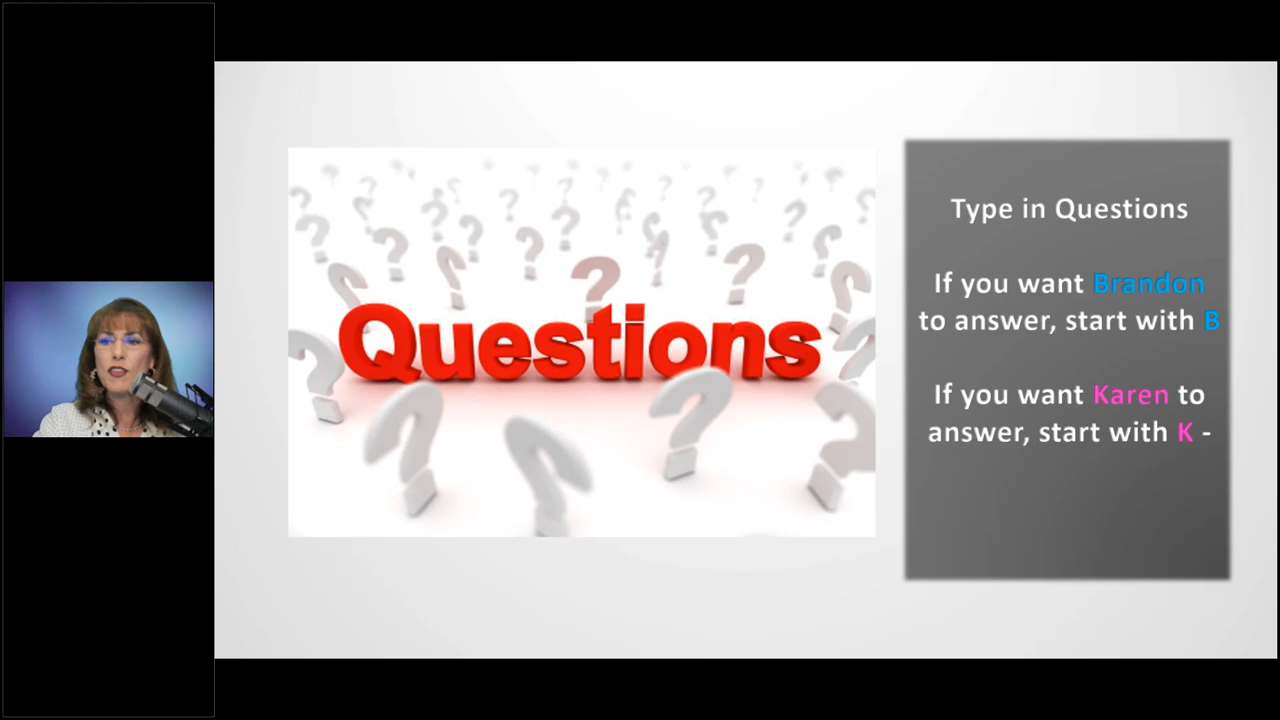 Questions
Type in Questions
If you want Brandon
to answer, start with B
If you want Karen to
answer, start with K -